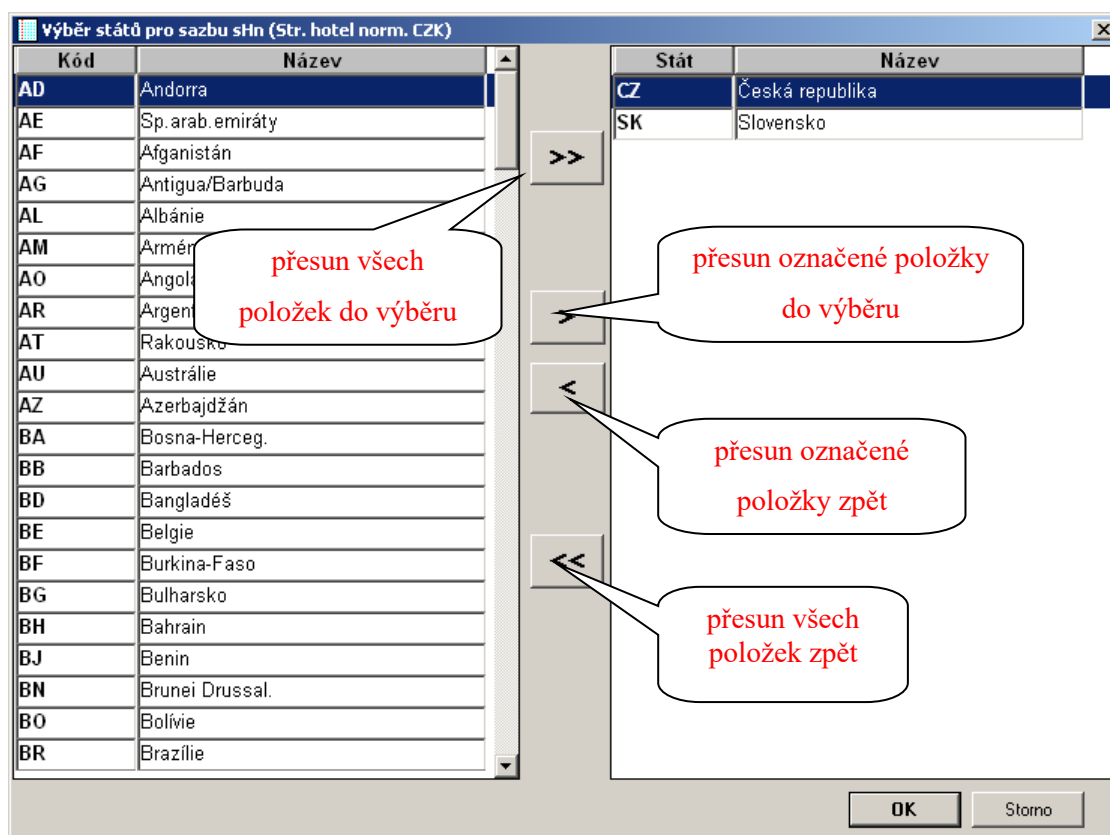 Výběr států pro sazbu sHn (Str. hotel norm. CZK)
Kód Název
AD Andorra
AE Sp.arab.emiráty
AF Afganistán
AG Antigua/Barbuda
AL Albánie
AM
AO
AR
AT Rakousko
AU Austrálie
AZ Azerbajdžán
BA Bosna-Herceg.
BB Barbados
BD Bangladéš
BE Belgie
BF Burkina-Faso
BG Bulharsko
BH Bahrain
BJ Benin
BN Brunei Drussal.
BO Bolívie
BR Brazílie
>>
>
<
<<
přesun všech
položek do výběru
přesun označené položky
do výběru
přesun označené
položky zpět
přesun všech
položek zpět
Stát Název
CZ Česká republika
SK Slovensko
OK Storno